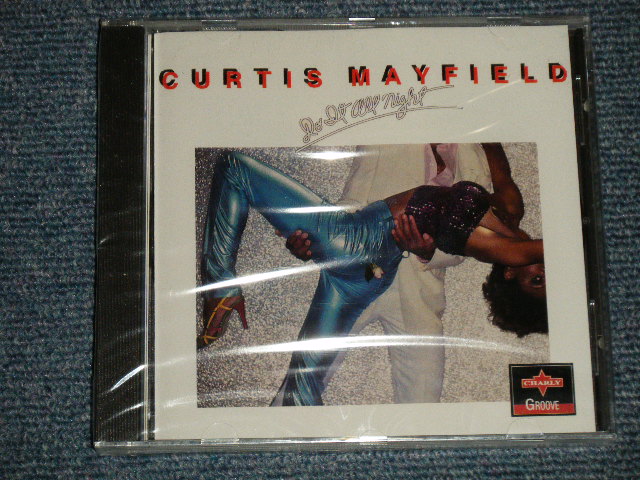 CURTIS MAYFIELD
Do It All Night
CHARLY
GROOVE